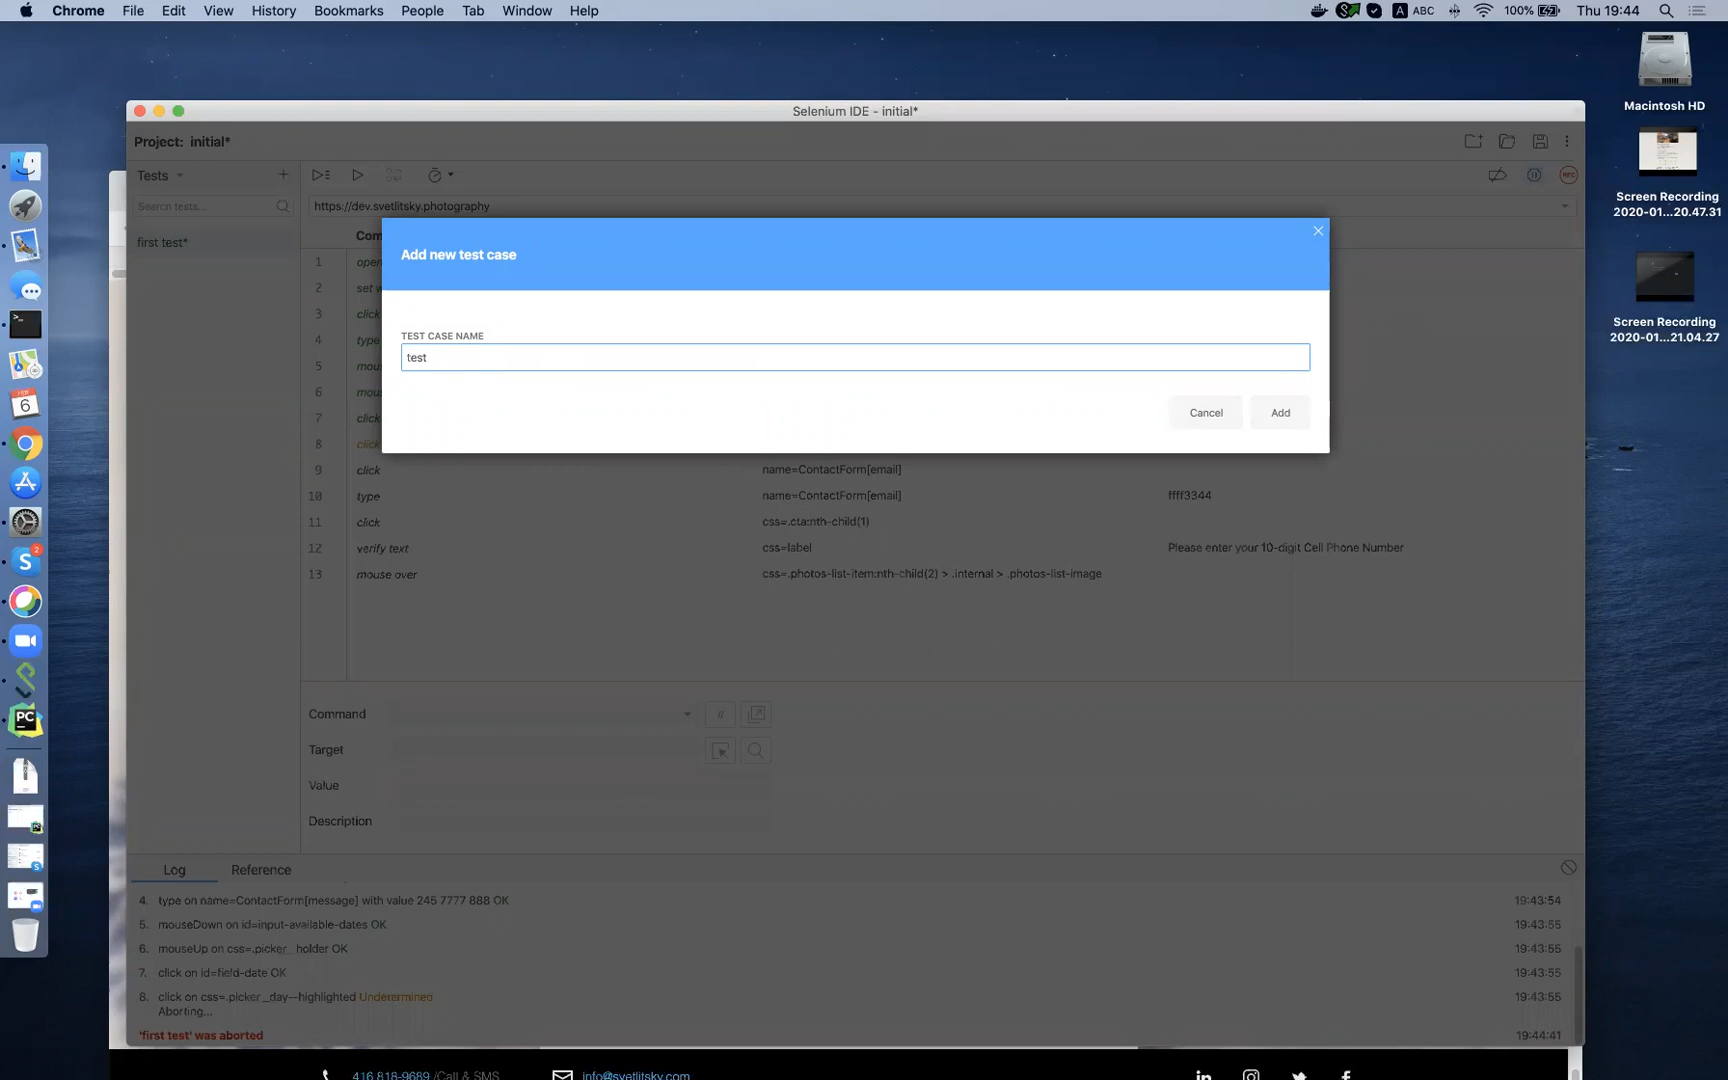 Chrome File Edit View History Bookmarks People Tab Window Help
A ABC 100% Thu 19:44
Macintosh HD
Screen Recording
2020-01...20.47.31
Screen Recording
2020-01...21.04.27
Selenium IDE - initial*
Project: initial*
Tests
Search tests...
https://dev.svetlitsky.photography
first test*
Add new test case
TEST CASE NAME
test
Cancel Add
1 open
2
3 click
4 type
5
6
7 click
8 click
9 click name=ContactForm[email]
10 type name=ContactForm[email] ffff3344
11 click css=.cta:nth-child(1)
12 verify text css=label Please enter your 10-digit Cell Phone Number
13 mouse over css=.photos-list-item:nth-child(2) > .internal > .photos-list-image
Command //
Target
Value
Description
Log Reference
4. type on name=ContactForm[message] with value 245 7777 888 OK 19:43:54
5. mouseDown on id=input-available-dates OK 19:43:55
6. mouseUp on css=.picker__holder OK 19:43:55
7. click on id=field-date OK 19:43:55
8. click on css=.picker__day--highlighted Undetermined 19:43:55
Aborting...
'first test' was aborted 19:44:41
416 818-9689 /Call & SMS info@svetlitsky.com